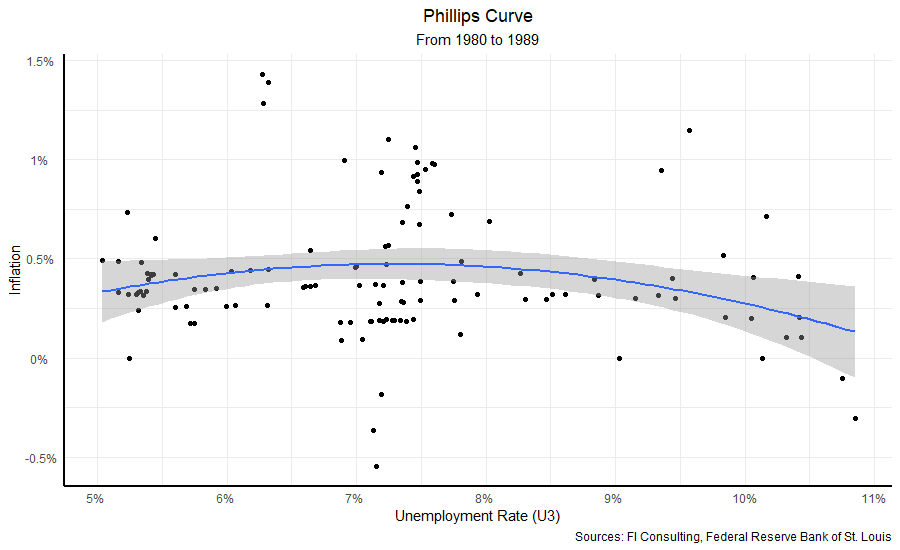 Phillips Curve
From 1980 to 1989
1.5%
1%
0.5%
0%
-0.5%
Inflation
5%
6%
7%
8%
9%
10%
11%
Unemployment Rate (U3)
Sources: FI Consulting, Federal Reserve Bank of St. Louis